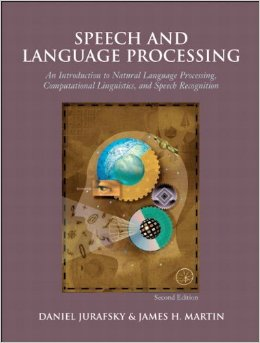 SPEECH AND
LANGUAGE PROCESSING
An Introduction to Natural Language Processing,
Computational Linguistics, and Speech Recognition
Second Edition
DANIEL JURAFSKY & JAMES H. MARTIN